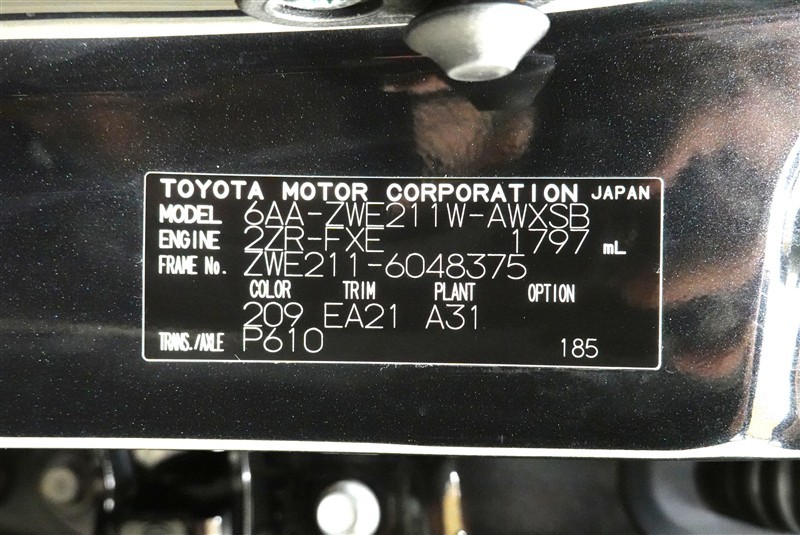 TOYOTA MOTOR CORPORATION JAPAN
MODEL 6AA-ZWE211W-AWXSB
ENGINE 2ZR-FXE 1797 mL
FRAME No. ZWE211-6048375
COLOR TRIM PLANT OPTION
209 EA21 A31
TRANS./AXLE P610 185